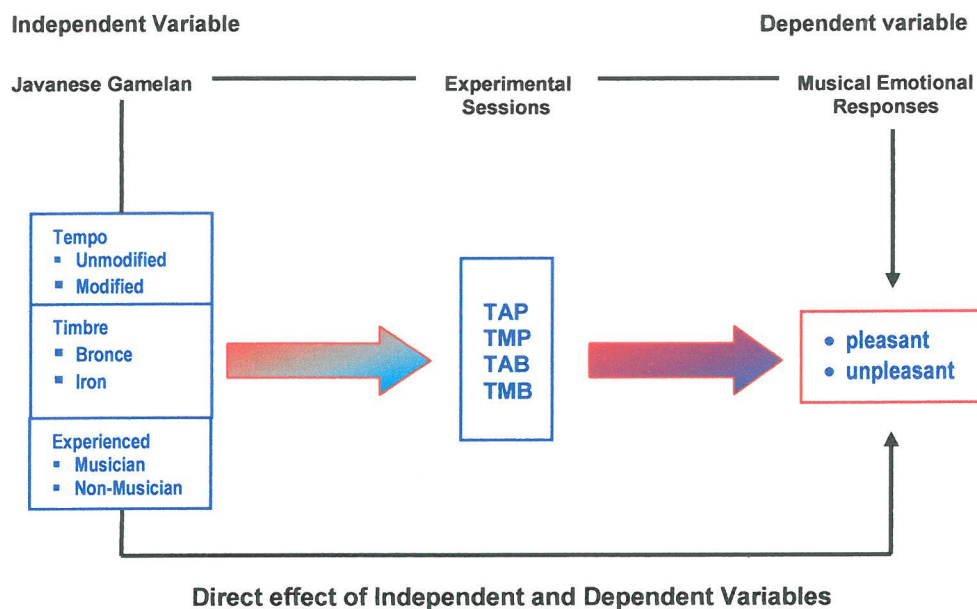 Independent Variable
Dependent variable
Javanese Gamelan
Experimental
Sessions
Musical Emotional
Responses
Tempo
▪ Unmodified
▪ Modified
Timbre
▪ Bronce
▪ Iron
Experienced
▪ Musician
▪ Non-Musician
TAP
TMP
TAB
TMB
• pleasant
• unpleasant
Direct effect of Independent and Dependent Variables